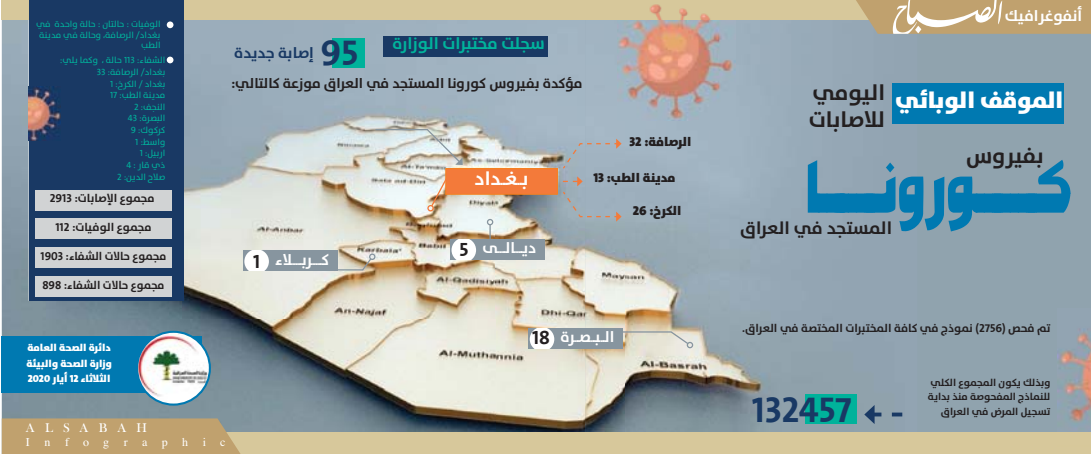 أنفوغرافيك الصباح
الموقف الوبائي اليومي
للاصابات
بفيروس
كورونا
المستجد في العراق
سجلت مختبرات الوزارة 95 إصابة جديدة
مؤكدة بفيروس كورونا المستجد في العراق موزعة كالتالي:
بغداد
الرصافة: 32
مدينة الطب: 13
الكرخ: 26
ديالى 5
كربلاء 1
البصرة 18
As-Sulaymaniyah
Diyala
Al-Anbar
Karbala'
Babil
Al-Qadisiyah
Maysan
An-Najaf
Dhi-Qar
Al-Muthannia
Al-Basrah
تم فحص (2756) نموذج في كافة المختبرات المختصة في العراق.
وبذلك يكون المجموع الكلي
للنماذج المفحوصة منذ بداية
تسجيل المرض في العراق
132457
الوفيات : حالتان : حالة واحدة في
بغداد/ الرصافة، وحالة في مدينة
الطب
الشفاء: 113 حالة ، وكما يلي:
بغداد/ الرصافة: 33
بغداد / الكرخ: 1
مدينة الطب: 17
النجف: 2
البصرة: 43
كركوك: 9
واسط: 1
اربيل: 1
ذي قار : 4
صلاح الدين: 2
مجموع الإصابات: 2913
مجموع الوفيات: 112
مجموع حالات الشفاء: 1903
مجموع حالات الشفاء: 898
دائرة الصحة العامة
وزارة الصحة والبيئة
الثلاثاء 12 أيار 2020
ALSABAH
Infographic